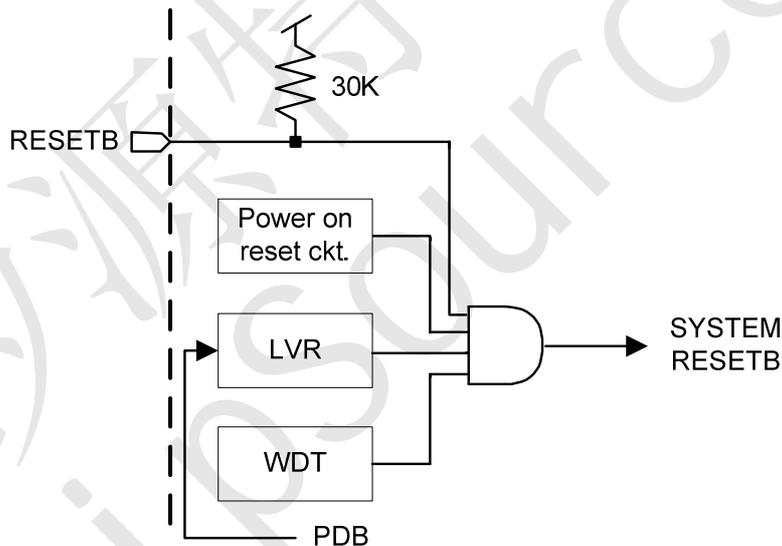 30K
RESETB
Power on
reset ckt.
LVR
SYSTEM
RESETB
WDT
PDB